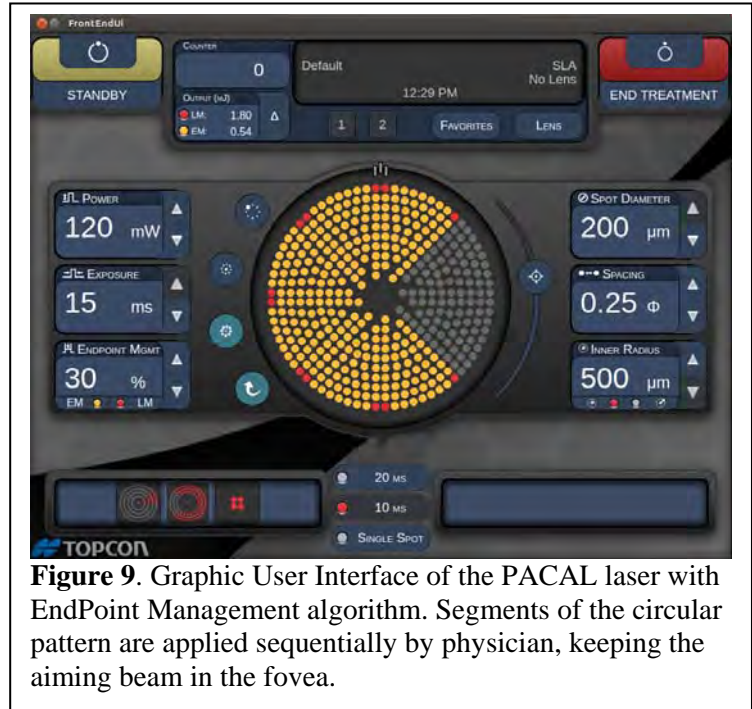 FrontEndUI
STANDBY
COUNTER
0
OUTPUT (MJ)
LM: 1.80 Δ
EM: 0.54
Default
SLA
No Lens
12:29 PM
1 2 FAVORITES LENS
END TREATMENT
POWER
120 mW
EXPOSURE
15 ms
ENDPOINT MGMT
30 %
EM LM
SPOT DIAMETER
200 µm
SPACING
0.25 Φ
INNER RADIUS
500 µm
20 MS
10 MS
SINGLE SPOT
TOPCON
Figure 9. Graphic User Interface of the PACAL laser with
EndPoint Management algorithm. Segments of the circular
pattern are applied sequentially by physician, keeping the
aiming beam in the fovea.